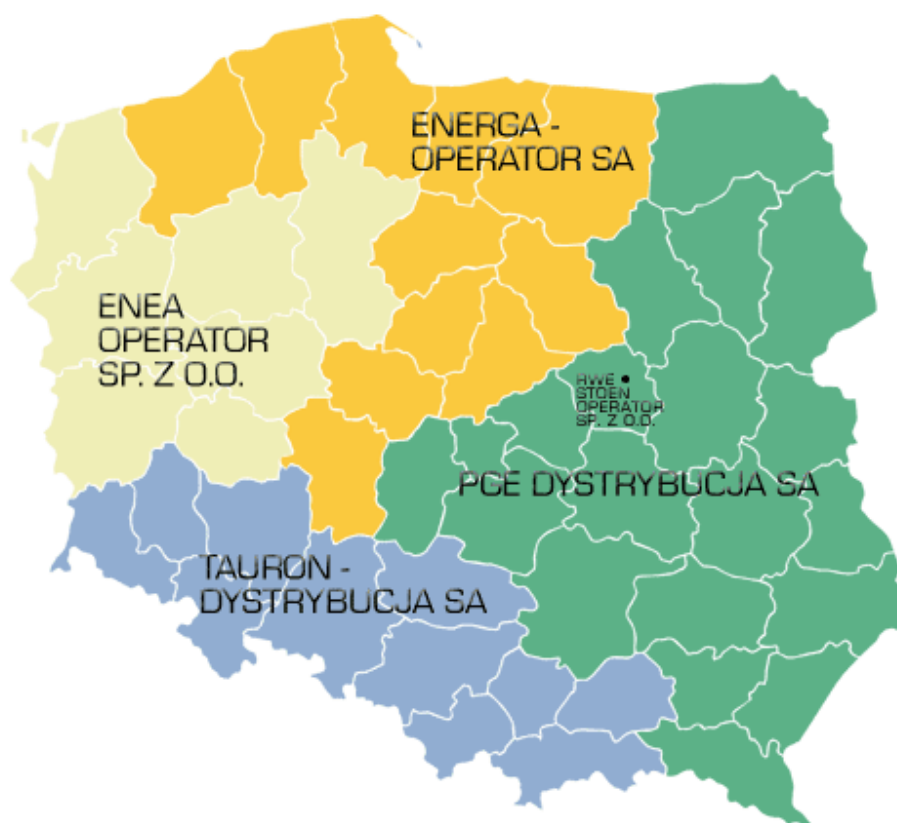 ENERGA -
OPERATOR SA
ENEA
OPERATOR
SP. Z O.O.
RWE
STOEN
OPERATOR
SP. Z O.O.
PGE DYSTRYBUCJA SA
TAURON -
DYSTRYBUCJA SA